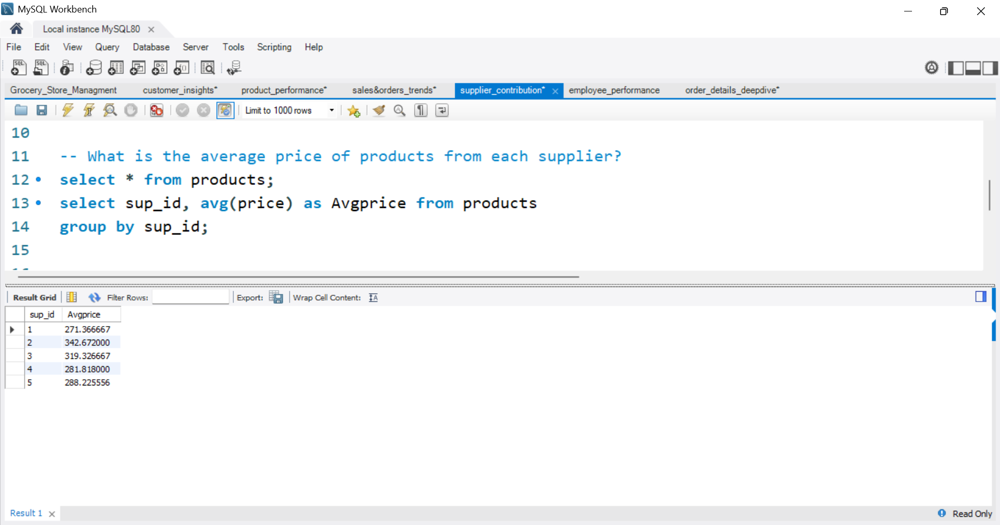 MySQL Workbench
Local instance MySQL80
File Edit View Query Database Server Tools Scripting Help
Grocery_Store_Managment customer_insights* product_performance* sales&orders_trends* supplier_contribution* employee_performance order_details_deepdive*
Limit to 1000 rows
10
11 -- What is the average price of products from each supplier?
12 select * from products;
13 select sup_id, avg(price) as Avgprice from products
14 group by sup_id;
15
Result Grid Filter Rows: Export: Wrap Cell Content:
sup_id Avgprice
1 271.366667
2 342.672000
3 319.326667
4 281.818000
5 288.225556
Result 1 Read Only